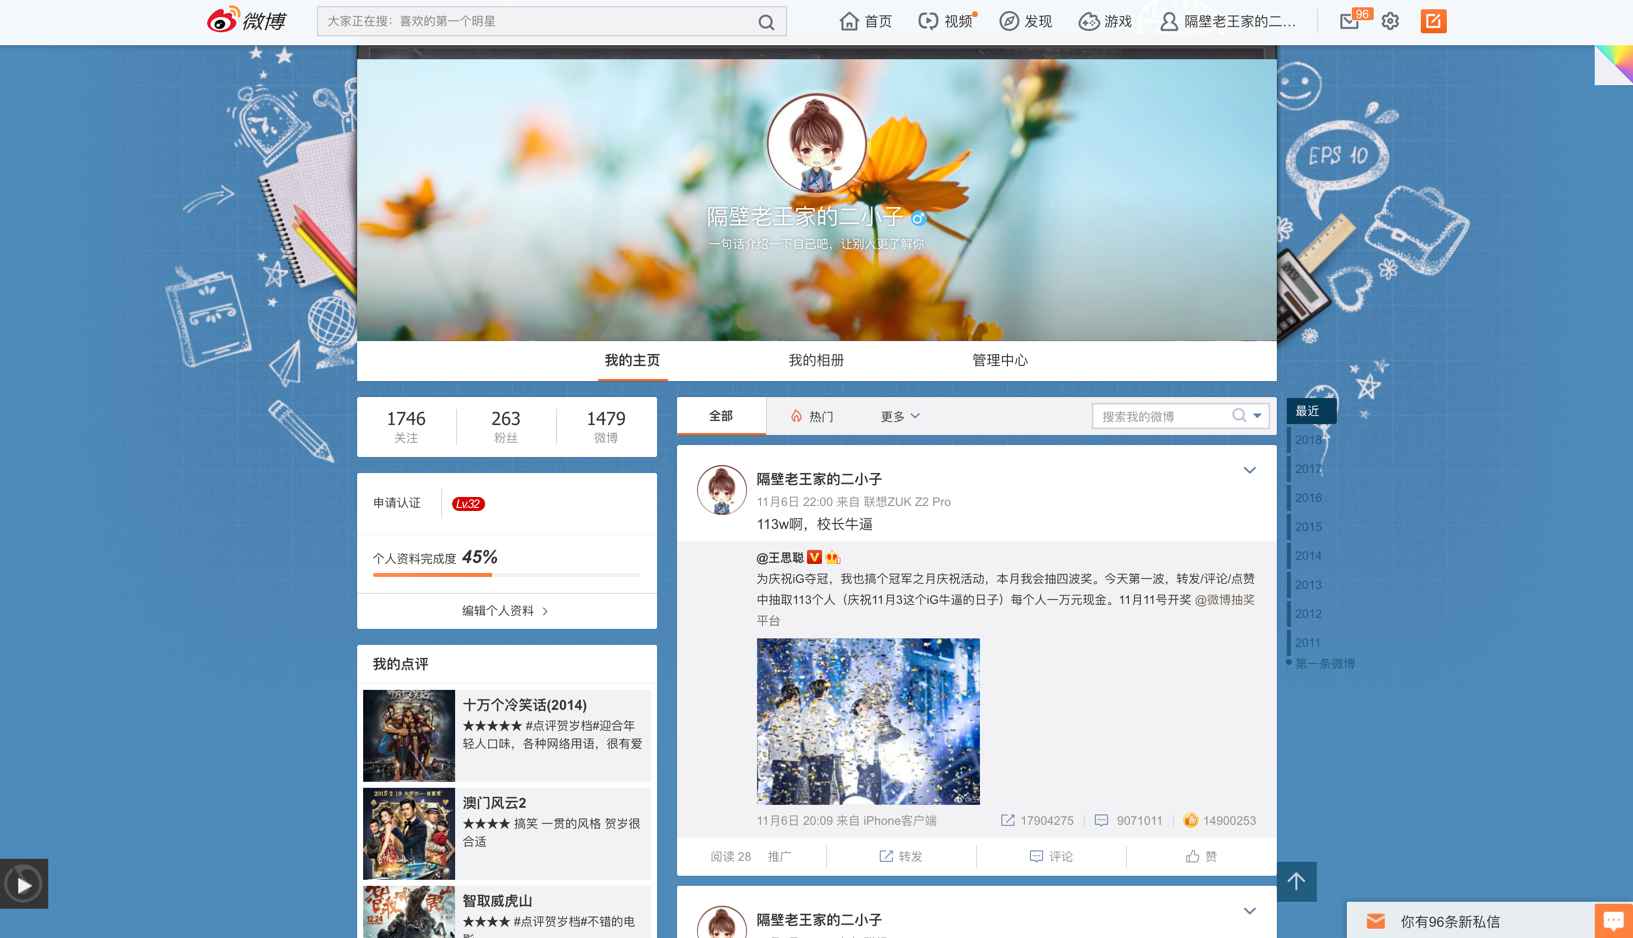 微博
大家正在搜：喜欢的第一个明星
首页
视频
发现
游戏
隔壁老王家的二...
96
EPS 10
隔壁老王家的二小子
一句话介绍一下自己吧，让别人更了解你
我的主页
我的相册
管理中心
1746
关注
263
粉丝
1479
微博
申请认证
Lv.32
个人资料完成度 45%
编辑个人资料
我的点评
十万个冷笑话(2014)
★★★★★ #点评贺岁档#迎合年
轻人口味，各种网络用语，很有爱
澳门风云2
★★★★ 搞笑 一贯的风格 贺岁很
合适
智取威虎山
12.24
★★★★ #点评贺岁档#不错的电
全部
热门
更多
搜索我的微博
隔壁老王家的二小子
11月6日 22:00 来自 联想ZUK Z2 Pro
113w啊，校长牛逼
@王思聪
为庆祝iG夺冠，我也搞个冠军之月庆祝活动，本月我会抽四波奖。今天第一波，转发/评论/点赞
中抽取113个人（庆祝11月3这个iG牛逼的日子）每个人一万元现金。11月11号开奖 @微博抽奖
平台
11月6日 20:09 来自 iPhone客户端
17904275
9071011
14900253
阅读 28
推广
转发
评论
赞
隔壁老王家的二小子
最近
2018
2017
2016
2015
2014
2013
2012
2011
第一条微博
你有96条新私信